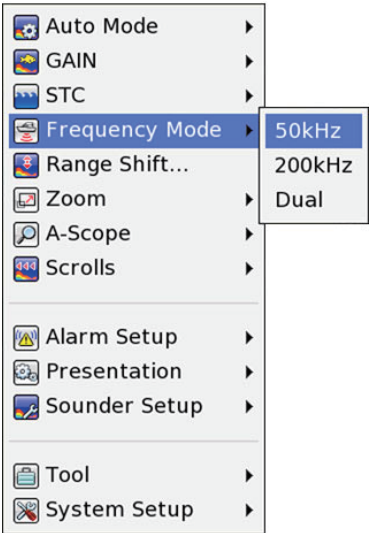 Auto Mode
GAIN
STC
Frequency Mode
50kHz
Range Shift...
200kHz
Zoom
Dual
A-Scope
Scrolls
Alarm Setup
Presentation
Sounder Setup
Tool
System Setup